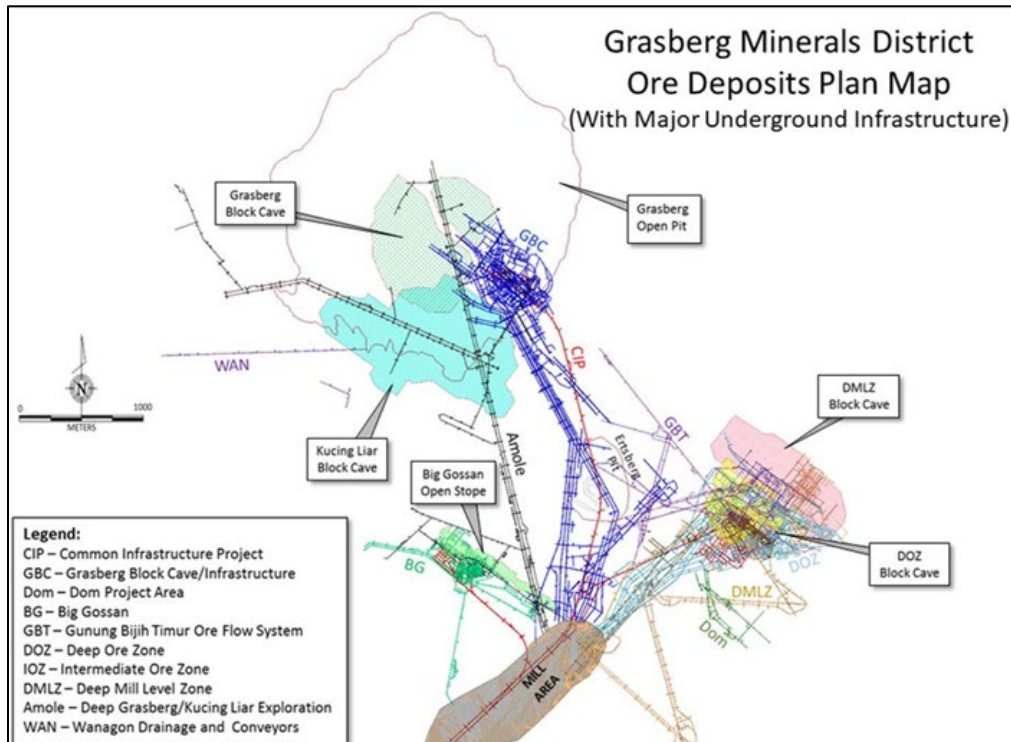 Grasberg Minerals District
Ore Deposits Plan Map
(With Major Underground Infrastructure)
Grasberg
Block Cave
Grasberg
Open Pit
GBC
CIP
WAN
N
0 1000
METERS
Kucing Liar
Block Cave
Amole
Big Gossan
Open Stope
Ertsberg
Pit
GBT
DMLZ
Block Cave
DOZ
Block Cave
BG
DOZ
DMLZ
Dom
MILL
AREA
Legend:
CIP – Common Infrastructure Project
GBC – Grasberg Block Cave/Infrastructure
Dom – Dom Project Area
BG – Big Gossan
GBT – Gunung Bijih Timur Ore Flow System
DOZ – Deep Ore Zone
IOZ – Intermediate Ore Zone
DMLZ – Deep Mill Level Zone
Amole – Deep Grasberg/Kucing Liar Exploration
WAN – Wanagon Drainage and Conveyors